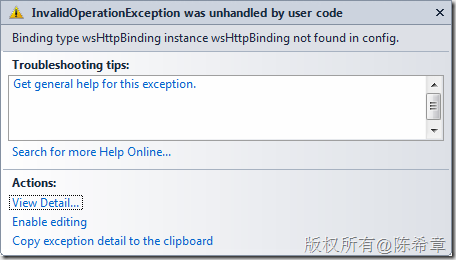 InvalidOperationException was unhandled by user code
Binding type wsHttpBinding instance wsHttpBinding not found in config.
Troubleshooting tips:
Get general help for this exception.
Search for more Help Online...
Actions:
View Detail...
Enable editing
Copy exception detail to the clipboard
版权所有@陈希章